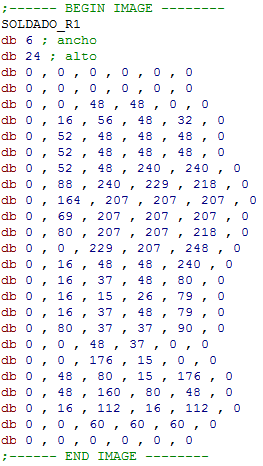 ;------ BEGIN IMAGE --------
SOLDADO_R1
db 6 ; ancho
db 24 ; alto
db 0 , 0 , 0 , 0 , 0 , 0
db 0 , 0 , 0 , 0 , 0 , 0
db 0 , 0 , 48 , 48 , 0 , 0
db 0 , 16 , 56 , 48 , 32 , 0
db 0 , 52 , 48 , 48 , 48 , 0
db 0 , 52 , 48 , 48 , 48 , 0
db 0 , 52 , 48 , 240 , 240 , 0
db 0 , 88 , 240 , 229 , 218 , 0
db 0 , 164 , 207 , 207 , 207 , 0
db 0 , 69 , 207 , 207 , 207 , 0
db 0 , 80 , 207 , 207 , 218 , 0
db 0 , 0 , 229 , 207 , 248 , 0
db 0 , 16 , 48 , 48 , 240 , 0
db 0 , 16 , 37 , 48 , 80 , 0
db 0 , 16 , 15 , 26 , 79 , 0
db 0 , 16 , 37 , 48 , 79 , 0
db 0 , 80 , 37 , 37 , 90 , 0
db 0 , 0 , 48 , 37 , 0 , 0
db 0 , 0 , 176 , 15 , 0 , 0
db 0 , 48 , 80 , 15 , 176 , 0
db 0 , 48 , 160 , 80 , 48 , 0
db 0 , 16 , 112 , 16 , 112 , 0
db 0 , 0 , 60 , 60 , 60 , 0
db 0 , 0 , 0 , 0 , 0 , 0
;------ END IMAGE --------